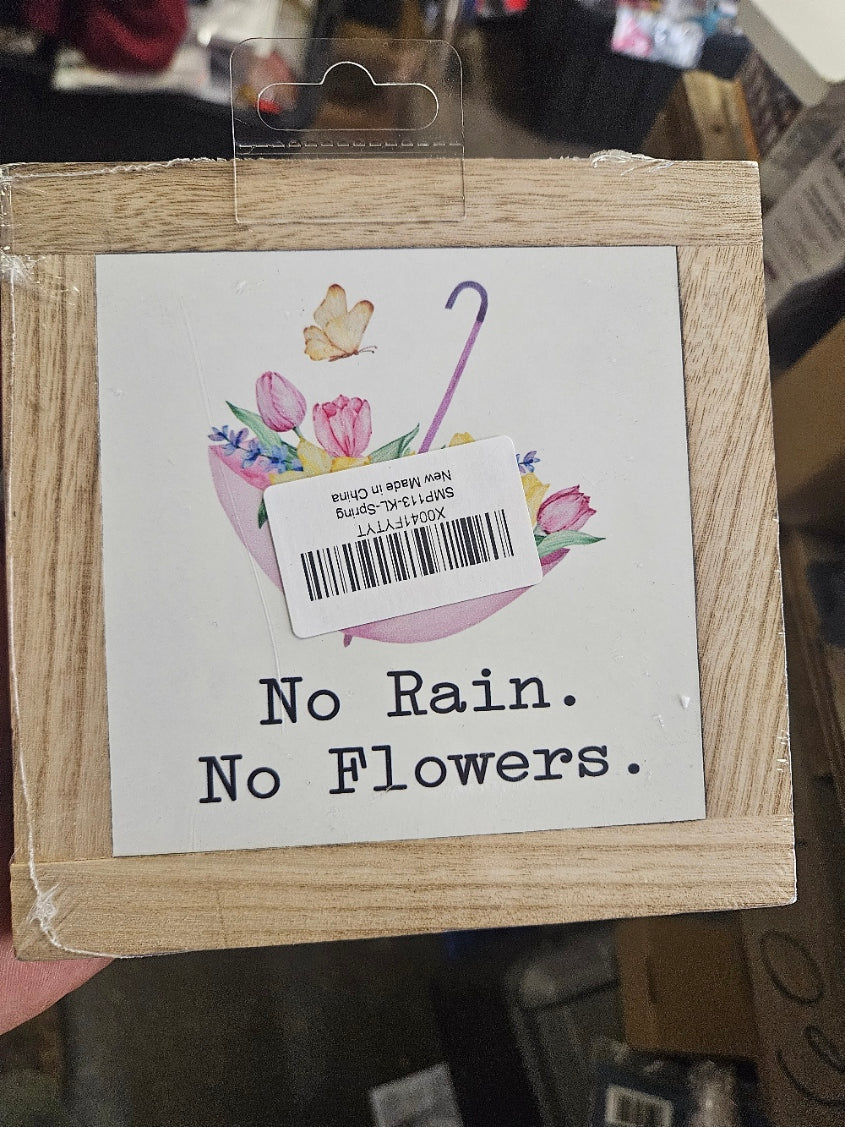 X0041FYTYT
SMP113-KL-Spring
New Made in China
No Rain.
No Flowers.